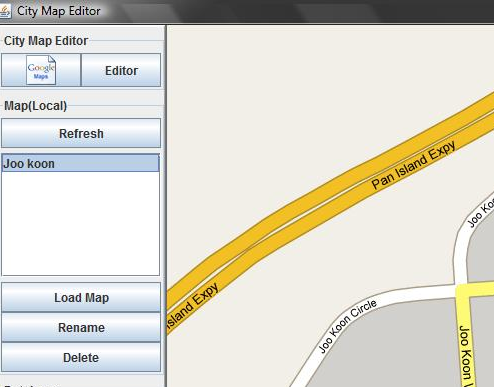 City Map Editor
City Map Editor
Google
Maps
Editor
Map(Local)
Refresh
Joo koon
Load Map
Rename
Delete
Pan Island Expy
Island Expy
Joo Koon Circle
Joo
Joo Koon